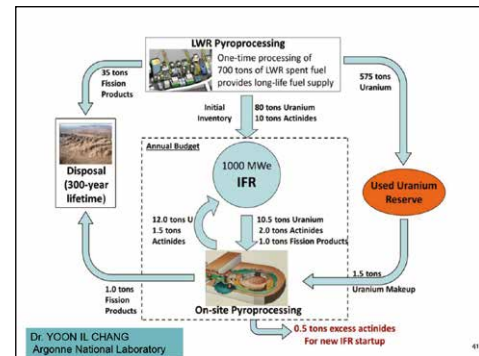 LWR Pyroprocessing
One-time processing of
700 tons of LWR spent fuel
provides long-life fuel supply
35 tons
Fission
Products
575 tons
Uranium
Initial
Inventory
80 tons Uranium
10 tons Actinides
Disposal
(300-year
lifetime)
Annual Budget
1000 MWe
IFR
Used Uranium
Reserve
12.0 tons U
1.5 tons
Actinides
10.5 tons Uranium
2.0 tons Actinides
1.0 tons Fission Products
1.0 tons
Fission
Products
On-site Pyroprocessing
1.5 tons
Uranium Makeup
0.5 tons excess actinides
For new IFR startup
Dr. YOON IL CHANG
Argonne National Laboratory